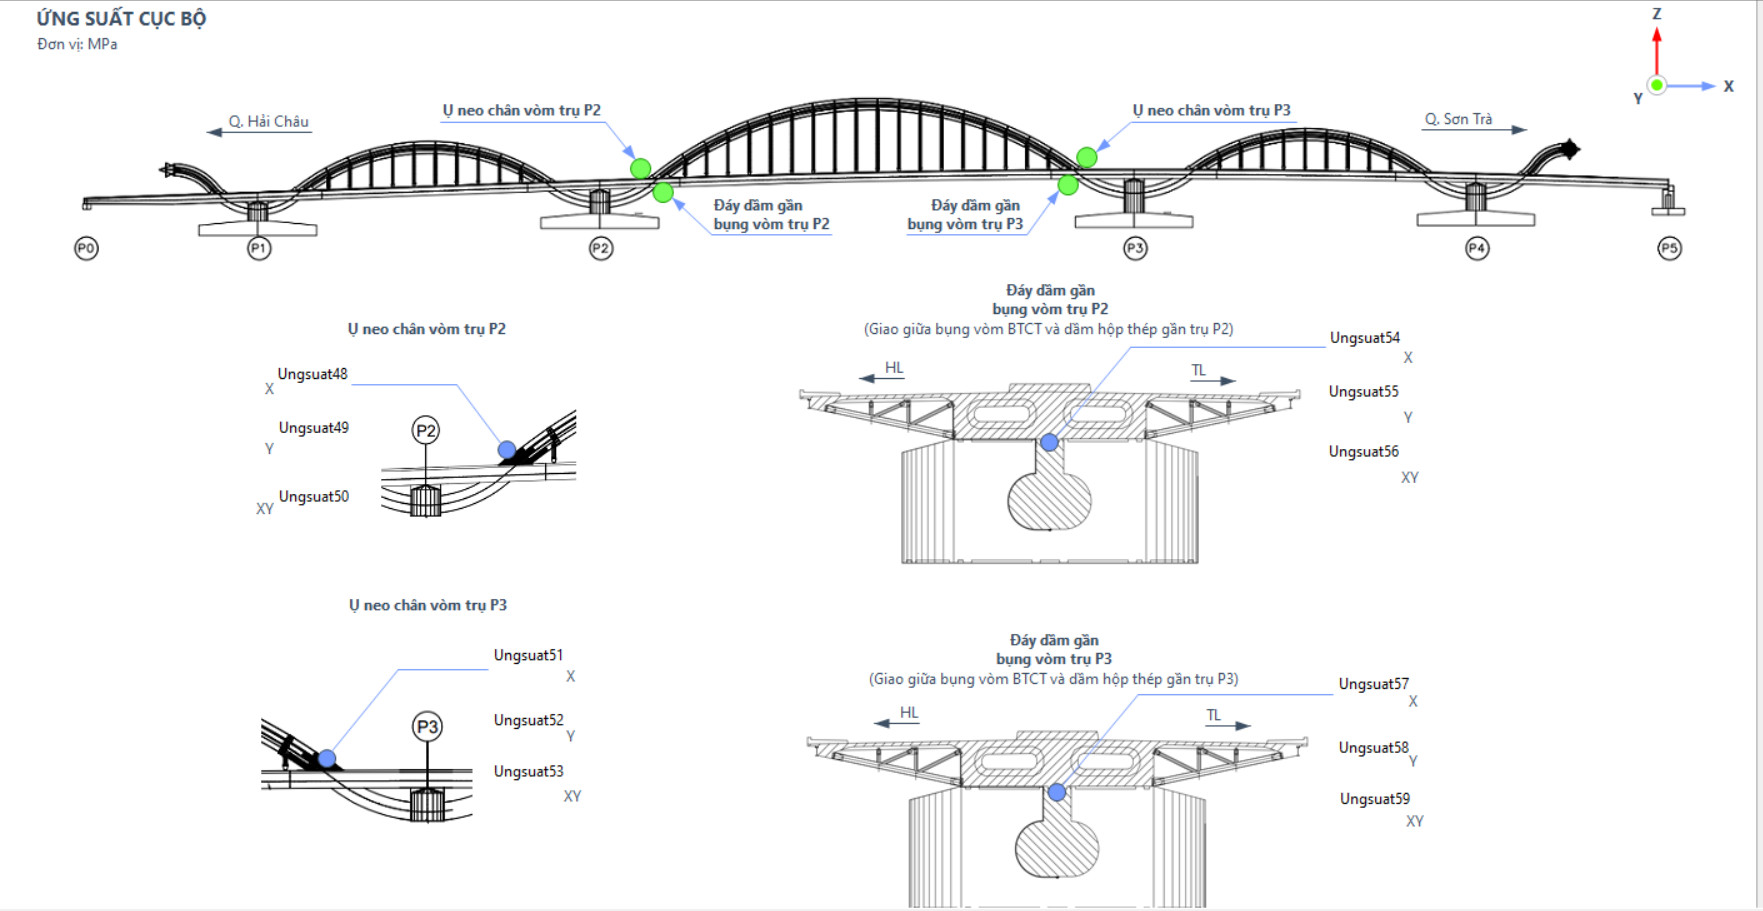 ỨNG SUẤT CỤC BỘ
Đơn vị: MPa
Z
X
Y
Q. Hải Châu
Ụ neo chân vòm trụ P2
Ụ neo chân vòm trụ P3
Q. Sơn Trà
Đáy dầm gần
bụng vòm trụ P2
Đáy dầm gần
bụng vòm trụ P3
P0
P1
P2
P3
P4
P5
Ụ neo chân vòm trụ P2
Ungsuat48
X
Ungsuat49
Y
Ungsuat50
XY
P2
Đáy dầm gần
bụng vòm trụ P2
(Giao giữa bụng vòm BTCT và dầm hộp thép gần trụ P2)
HL
TL
Ungsuat54
X
Ungsuat55
Y
Ungsuat56
XY
Ụ neo chân vòm trụ P3
Ungsuat51
X
Ungsuat52
Y
Ungsuat53
XY
P3
Đáy dầm gần
bụng vòm trụ P3
(Giao giữa bụng vòm BTCT và dầm hộp thép gần trụ P3)
HL
TL
Ungsuat57
X
Ungsuat58
Y
Ungsuat59
XY